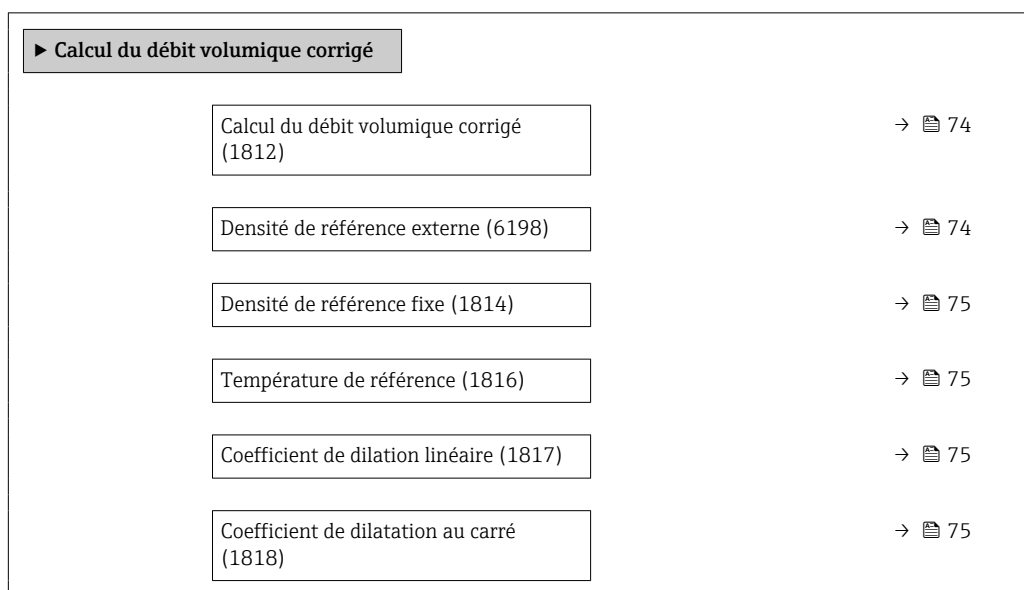 ▶ Calcul du débit volumique corrigé
Calcul du débit volumique corrigé
(1812)
→ 74
Densité de référence externe (6198)
→ 74
Densité de référence fixe (1814)
→ 75
Température de référence (1816)
→ 75
Coefficient de dilation linéaire (1817)
→ 75
Coefficient de dilatation au carré
(1818)
→ 75